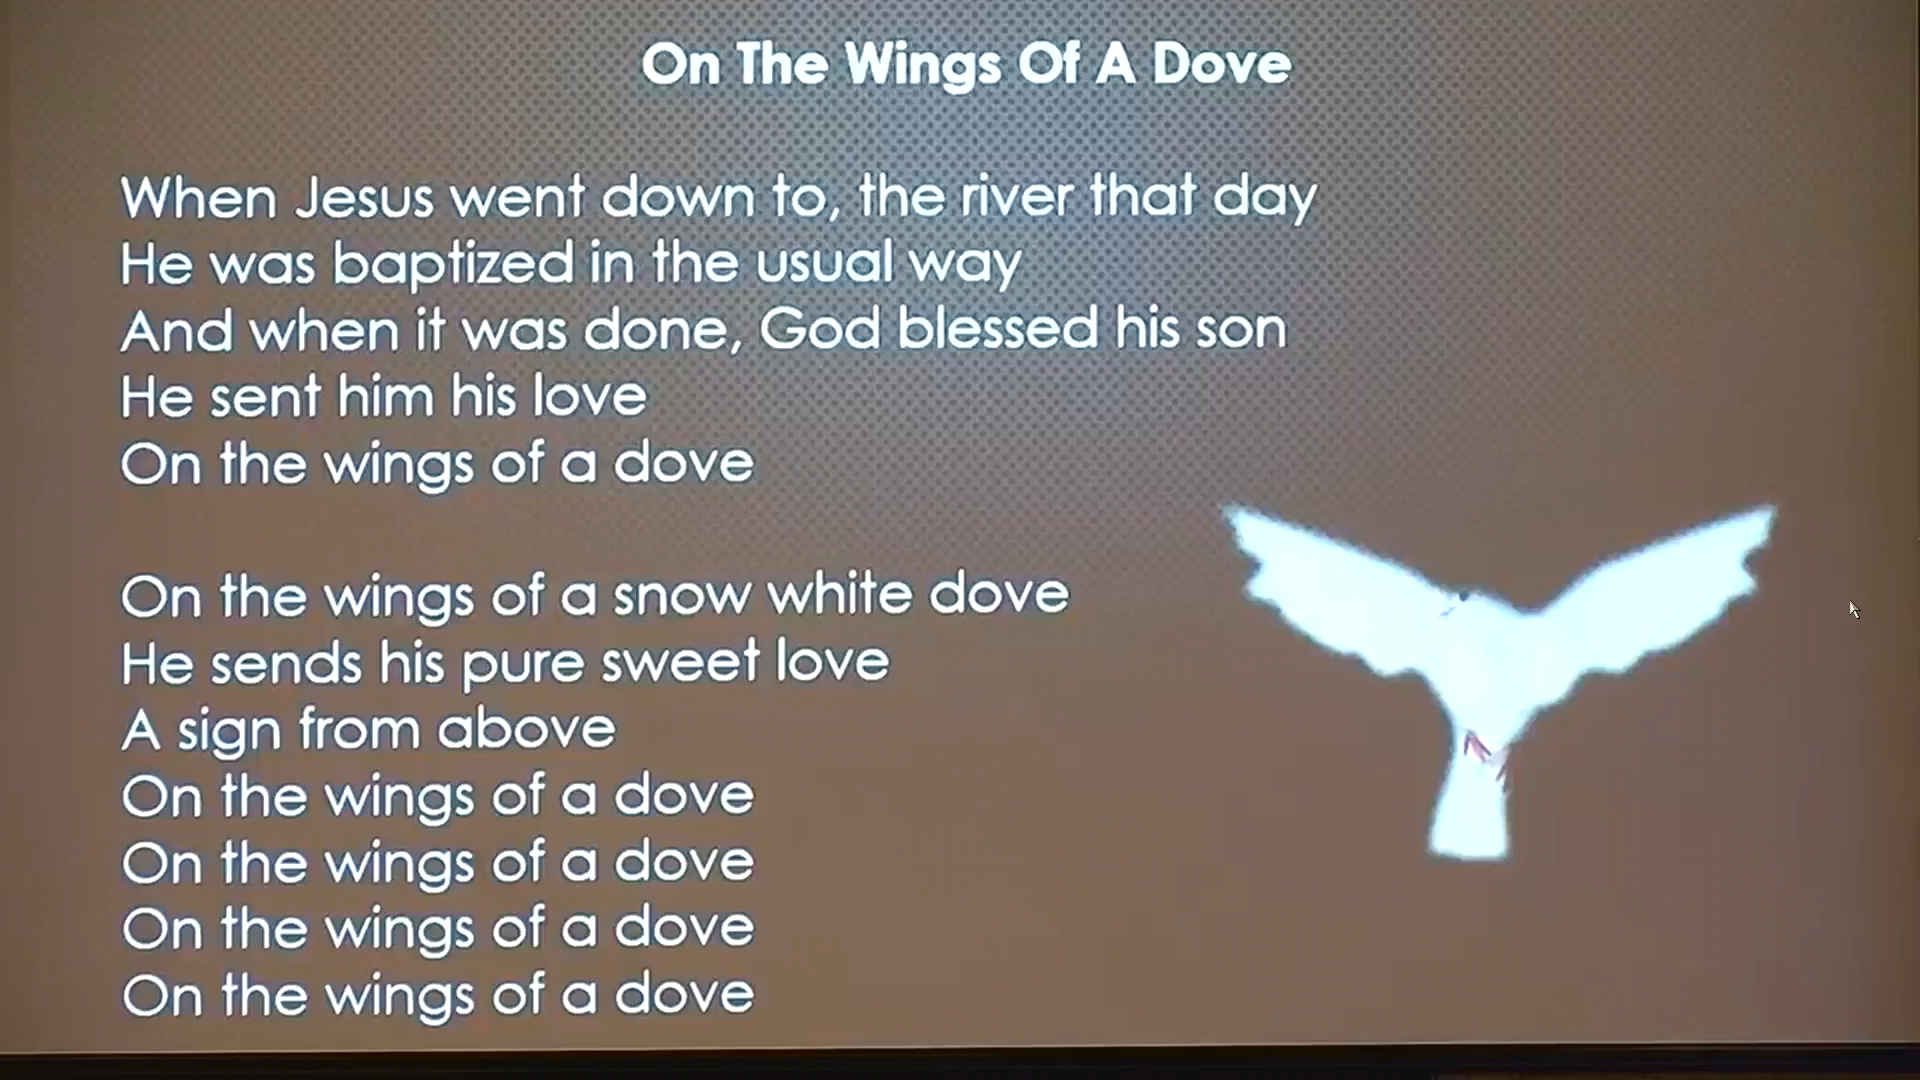 On The Wings Of A Dove
When Jesus went down to, the river that day
He was baptized in the usual way
And when it was done, God blessed his son
He sent him his love
On the wings of a dove
On the wings of a snow white dove
He sends his pure sweet love
A sign from above
On the wings of a dove
On the wings of a dove
On the wings of a dove
On the wings of a dove